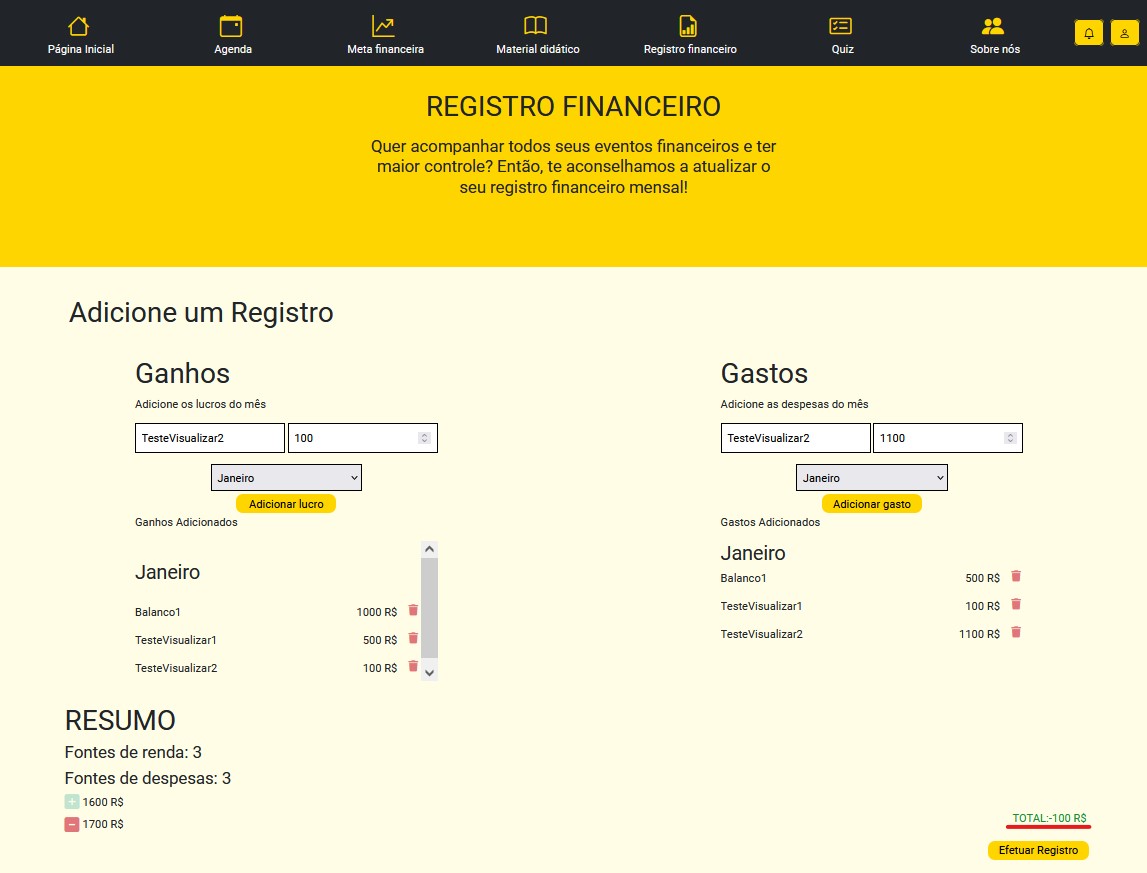 Página Inicial
Agenda
Meta financeira
Material didático
Registro financeiro
Quiz
Sobre nós
REGISTRO FINANCEIRO
Quer acompanhar todos seus eventos financeiros e ter
maior controle? Então, te aconselhamos a atualizar o
seu registro financeiro mensal!
Adicione um Registro
Ganhos
Adicione os lucros do mês
TesteVisualizar2
100
Janeiro
Adicionar lucro
Ganhos Adicionados
Janeiro
Balanco1 1000 R$
TesteVisualizar1 500 R$
TesteVisualizar2 100 R$
Gastos
Adicione as despesas do mês
TesteVisualizar2
1100
Janeiro
Adicionar gasto
Gastos Adicionados
Janeiro
Balanco1 500 R$
TesteVisualizar1 100 R$
TesteVisualizar2 1100 R$
RESUMO
Fontes de renda: 3
Fontes de despesas: 3
+ 1600 R$
− 1700 R$
TOTAL:-100 R$
Efetuar Registro